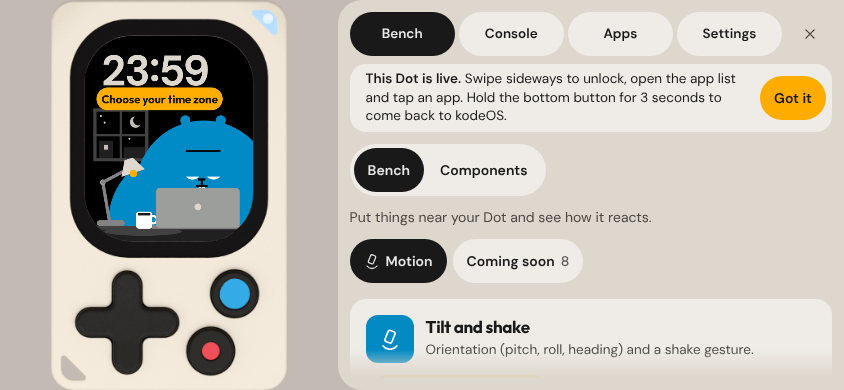 23:59
Choose your time zone
Bench
Console
Apps
Settings
This Dot is live. Swipe sideways to unlock, open the app list
and tap an app. Hold the bottom button for 3 seconds to
come back to kodeOS.
Got it
Bench
Components
Put things near your Dot and see how it reacts.
Motion
Coming soon 8
Tilt and shake
Orientation (pitch, roll, heading) and a shake gesture.